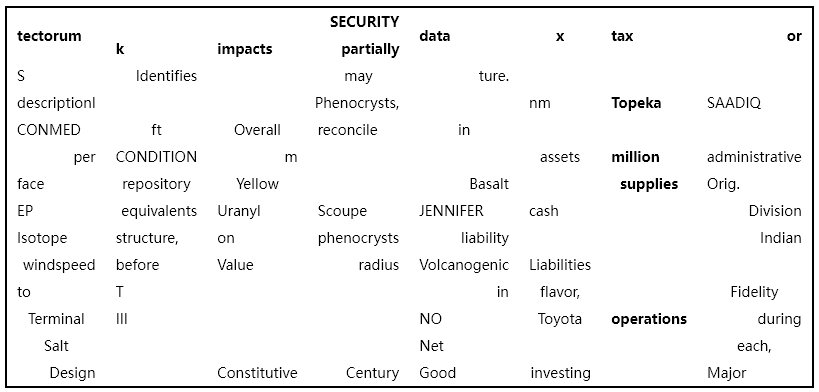 tectorum k impacts SECURITY partially data x tax or
S Identifies may ture.
descriptionl Phenocrysts, nm Topeka SAADIQ
CONMED ft Overall reconcile in
per CONDITION m assets million administrative
face repository Yellow Basalt supplies Orig.
EP equivalents Uranyl Scoupe JENNIFER cash Division
Isotope structure, on phenocrysts liability Indian
windspeed before Value radius Volcanogenic Liabilities
to T in flavor, Fidelity
Terminal III NO Toyota operations during
Salt Net each,
Design Constitutive Century Good investing Major